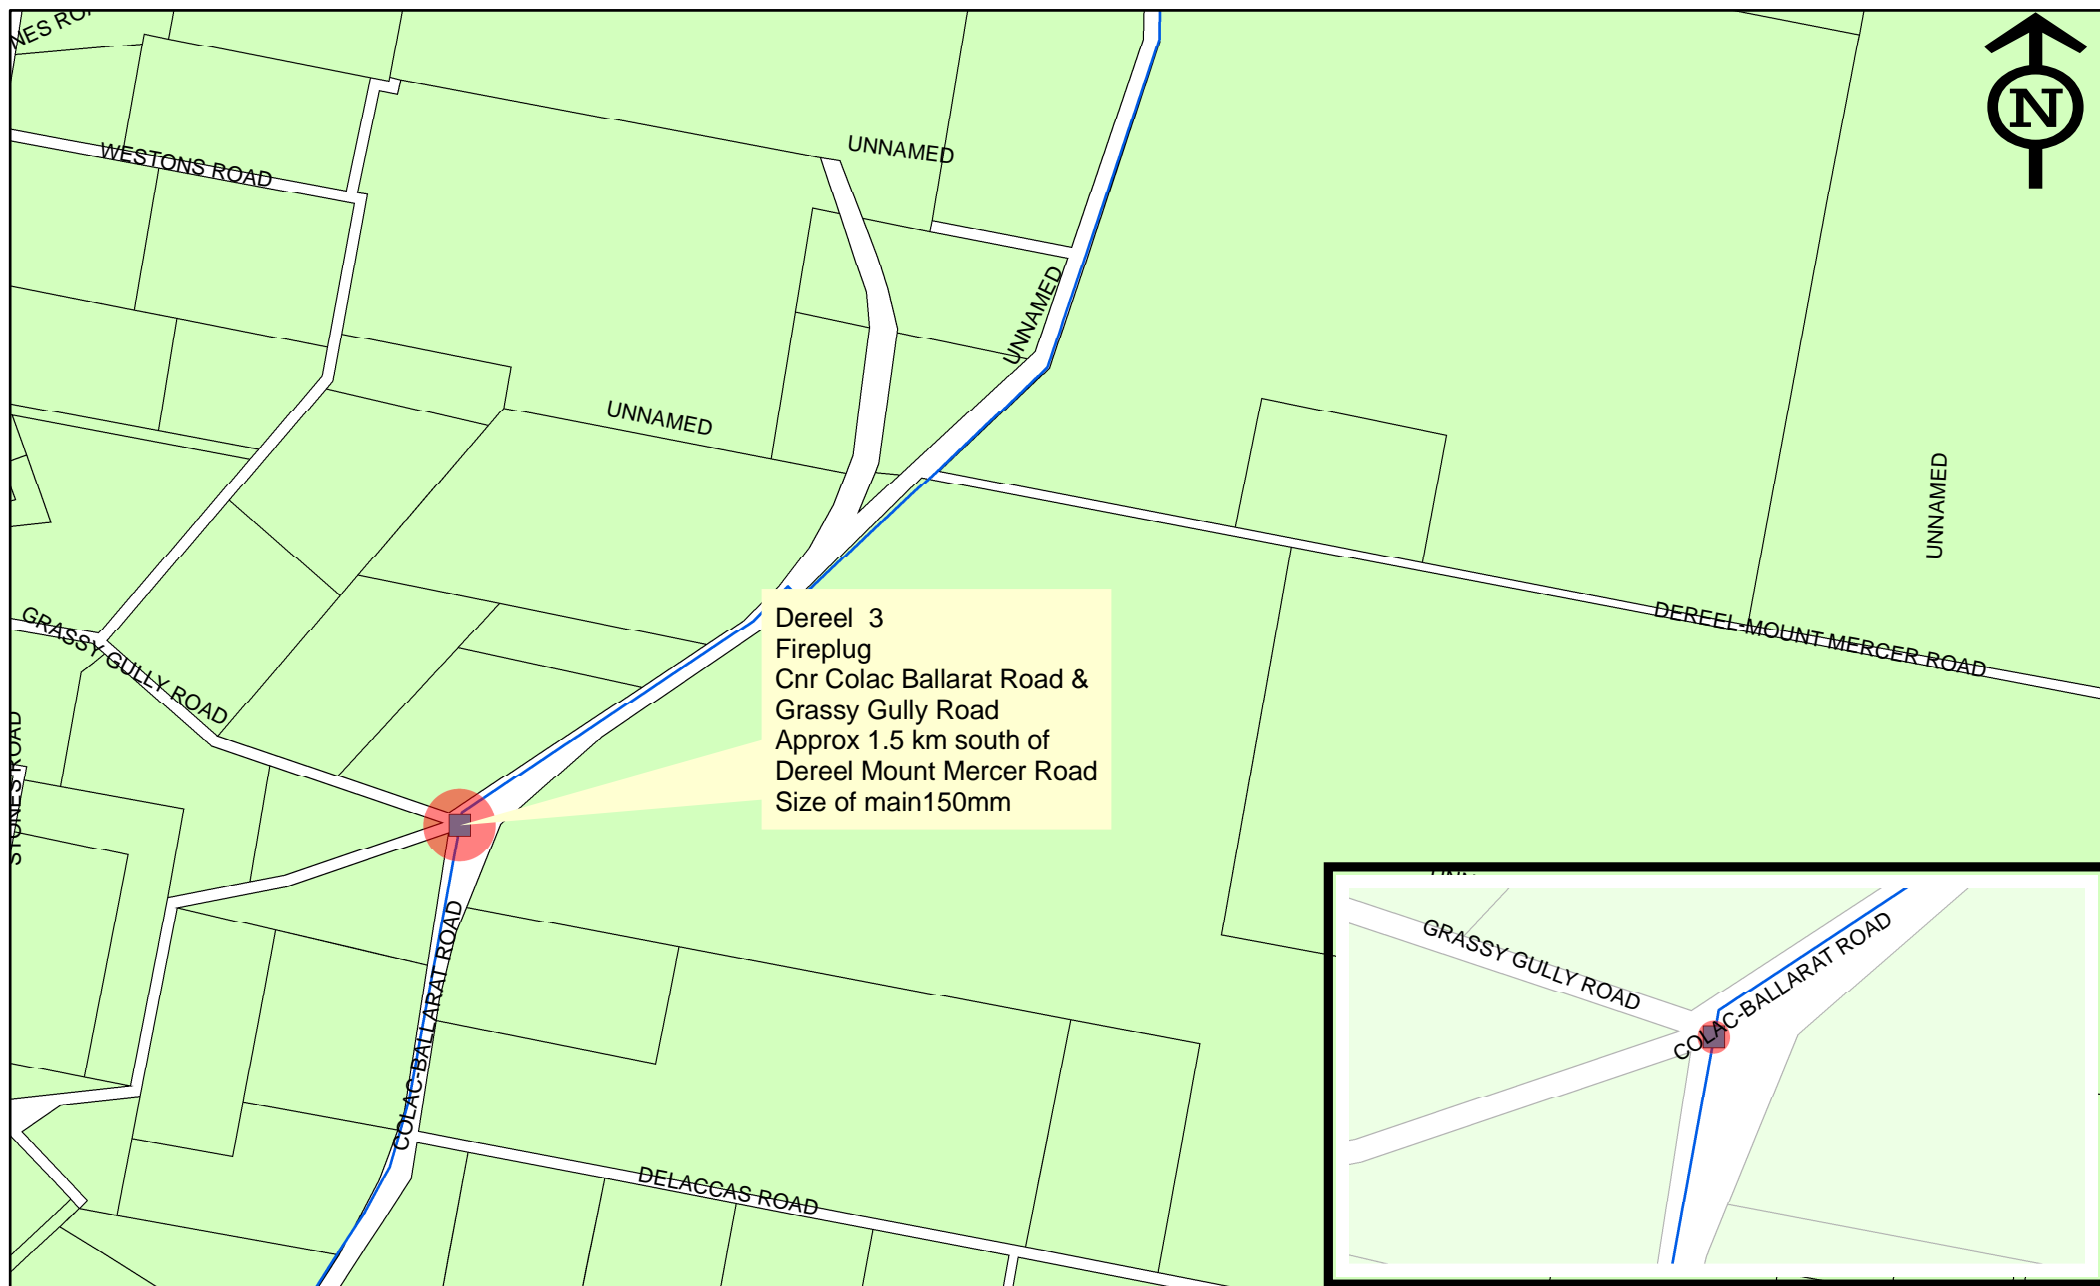 NES ROA
N
UNNAMED
WESTONS ROAD
UNNAMED
UNNAMED
UNNAMED
DEREEL-MOUNT MERCER ROAD
GRASSY GULLY ROAD
Dereel  3
Fireplug
Cnr Colac Ballarat Road &
Grassy Gully Road
Approx 1.5 km south of
Dereel Mount Mercer Road
Size of main150mm
STONES ROAD
COLAC-BALLARAT ROAD
DELACCAS ROAD
GRASSY GULLY ROAD
COLAC-BALLARAT ROAD